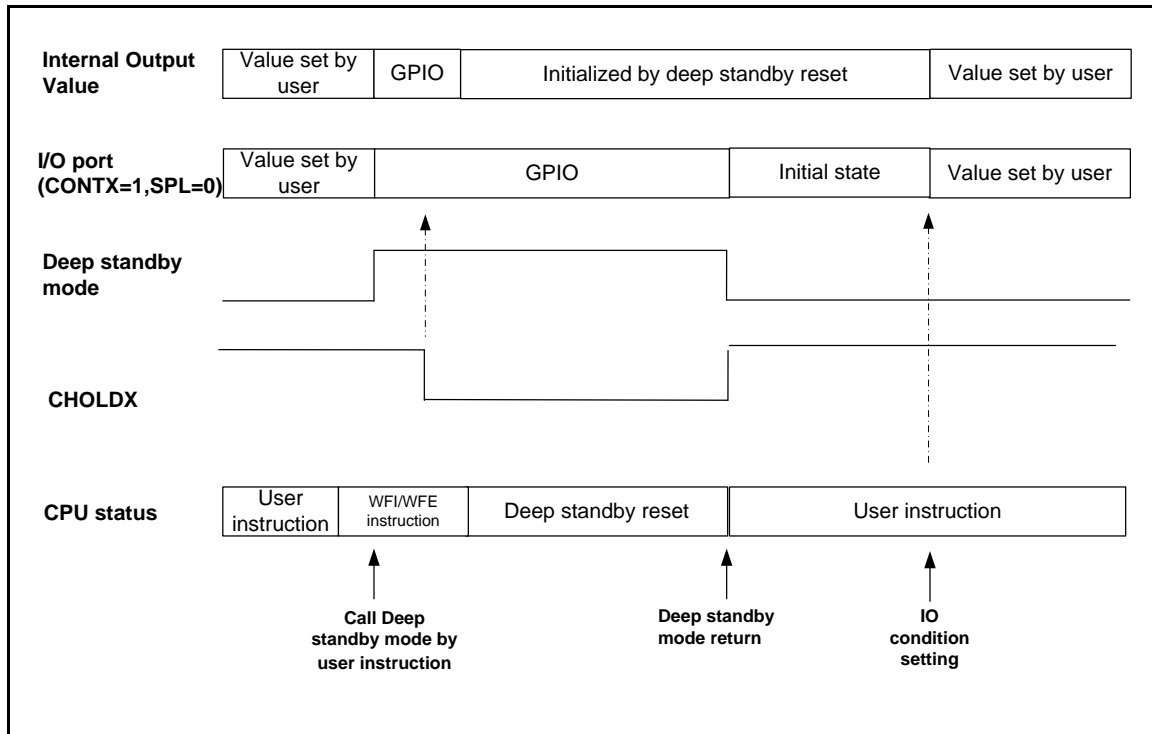 Internal Output
Value
Value set by
user
GPIO
Initialized by deep standby reset
Value set by user
I/O port
(CONTX=1,SPL=0)
Value set by
user
GPIO
Initial state
Value set by user
Deep standby
mode
CHOLDX
CPU status
User
instruction
WFI/WFE
instruction
Deep standby reset
User instruction
Call Deep
standby mode by
user instruction
Deep standby
mode return
IO
condition
setting